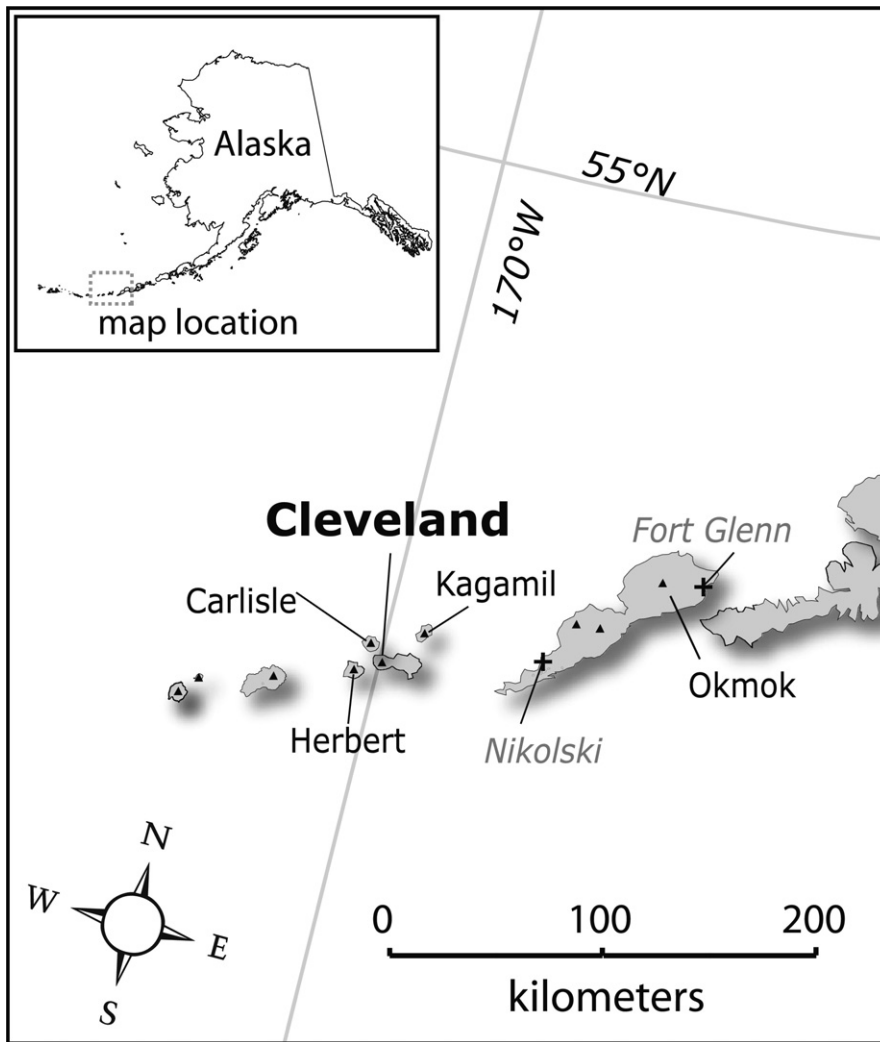 Alaska
map location
55°N
170°W
Cleveland
Fort Glenn
Carlisle
Kagamil
Okmok
Herbert
Nikolski
N
W
E
S
0 100 200
kilometers